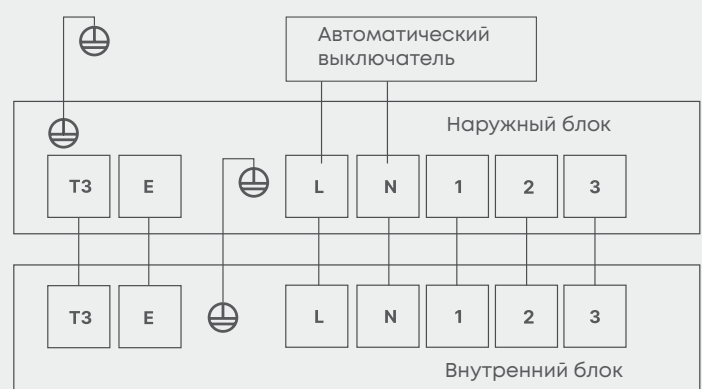 Автоматический
выключатель
Наружный блок
T3 E L N 1 2 3
T3 E L N 1 2 3
Внутренний блок